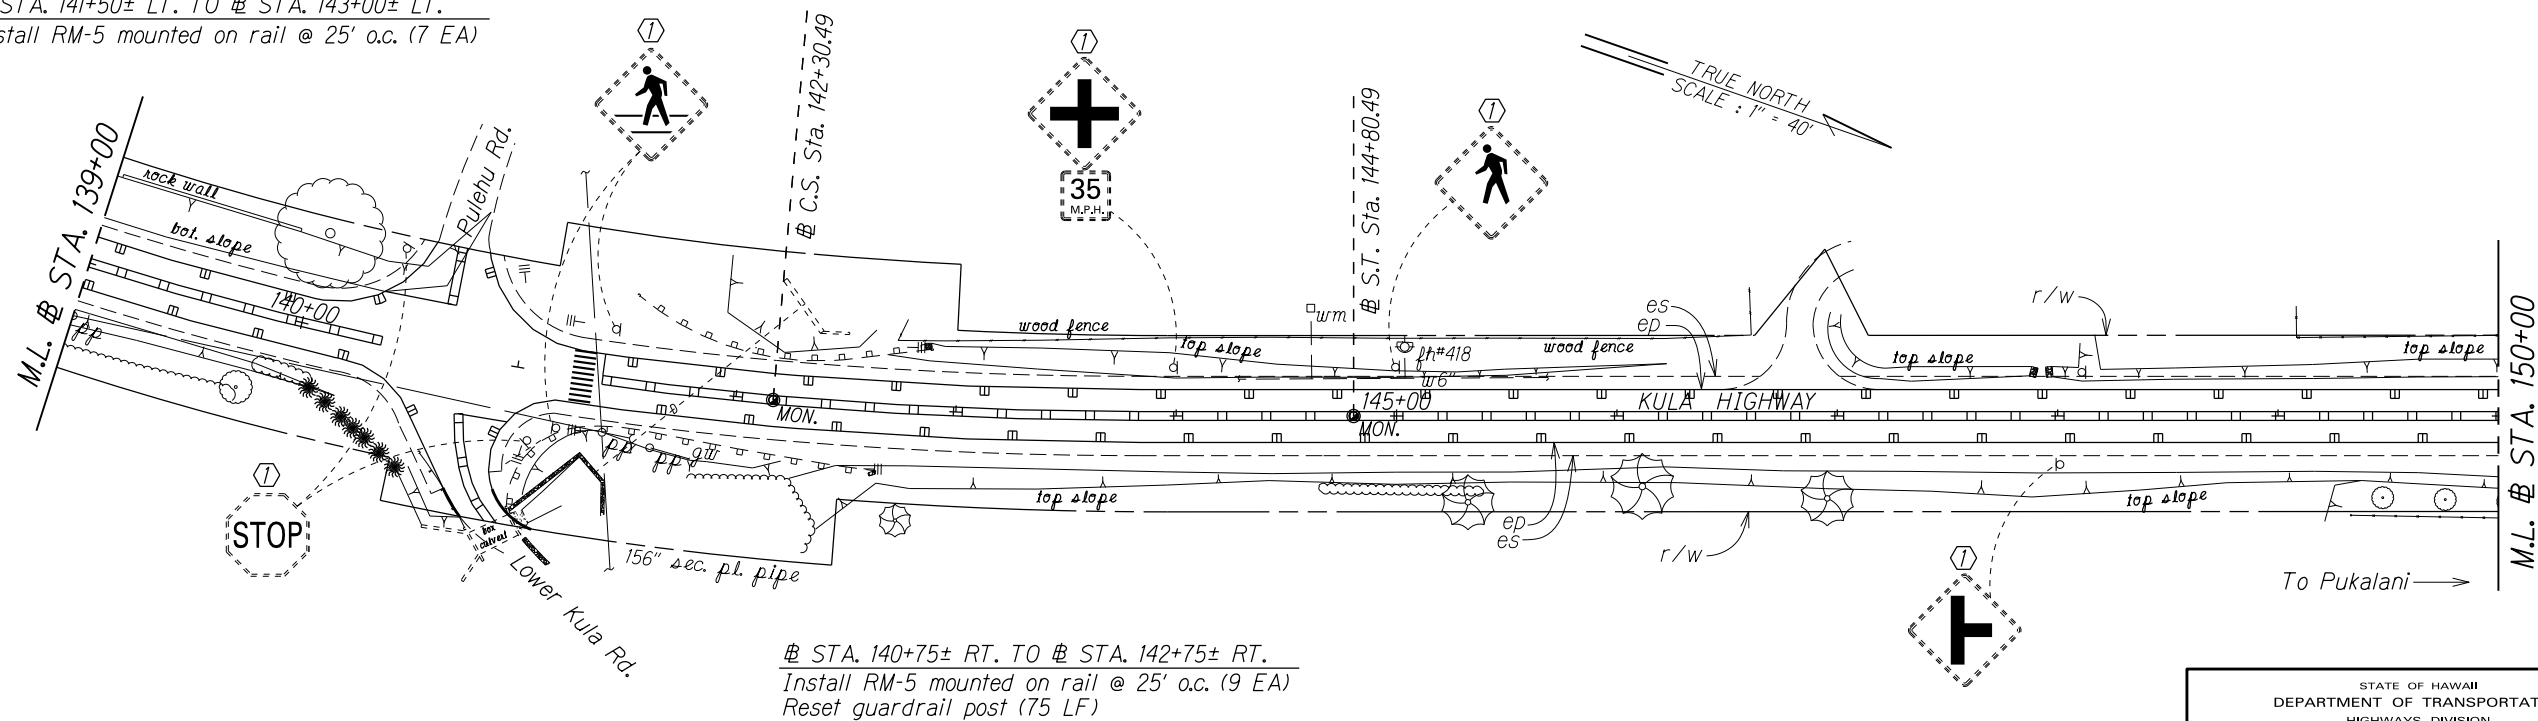 STA. 141+50± LT. TO ℄ STA. 143+00± LT.
stall RM-5 mounted on rail @ 25' o.c. (7 EA)
1
1
1
℄ C.S. Sta. 142+30.49
℄ S.T. Sta. 144+80.49
TRUE NORTH
SCALE : 1" = 40'
35
M.P.H.
M.L. ℄ STA. 139+00
rock wall
bot. slope
Pulehu Rd.
140+00
pp
wood fence
top slope
wm
fh#418
w6"
wood fence
es
ep
r/w
top slope
top slope
MON.
145+00
MON.
KULA HIGHWAY
M.L. ℄ STA. 150+00
pp
pp
gw
top slope
top slope
ep
es
r/w
1
STOP
box
culvert
Lower Kula Rd.
156" sec. pl. pipe
1
To Pukalani
℄ STA. 140+75± RT. TO ℄ STA. 142+75± RT.
Install RM-5 mounted on rail @ 25' o.c. (9 EA)
Reset guardrail post (75 LF)
STATE OF HAWAII
DEPARTMENT OF TRANSPORTAT
HIGHWAYS DIVISION